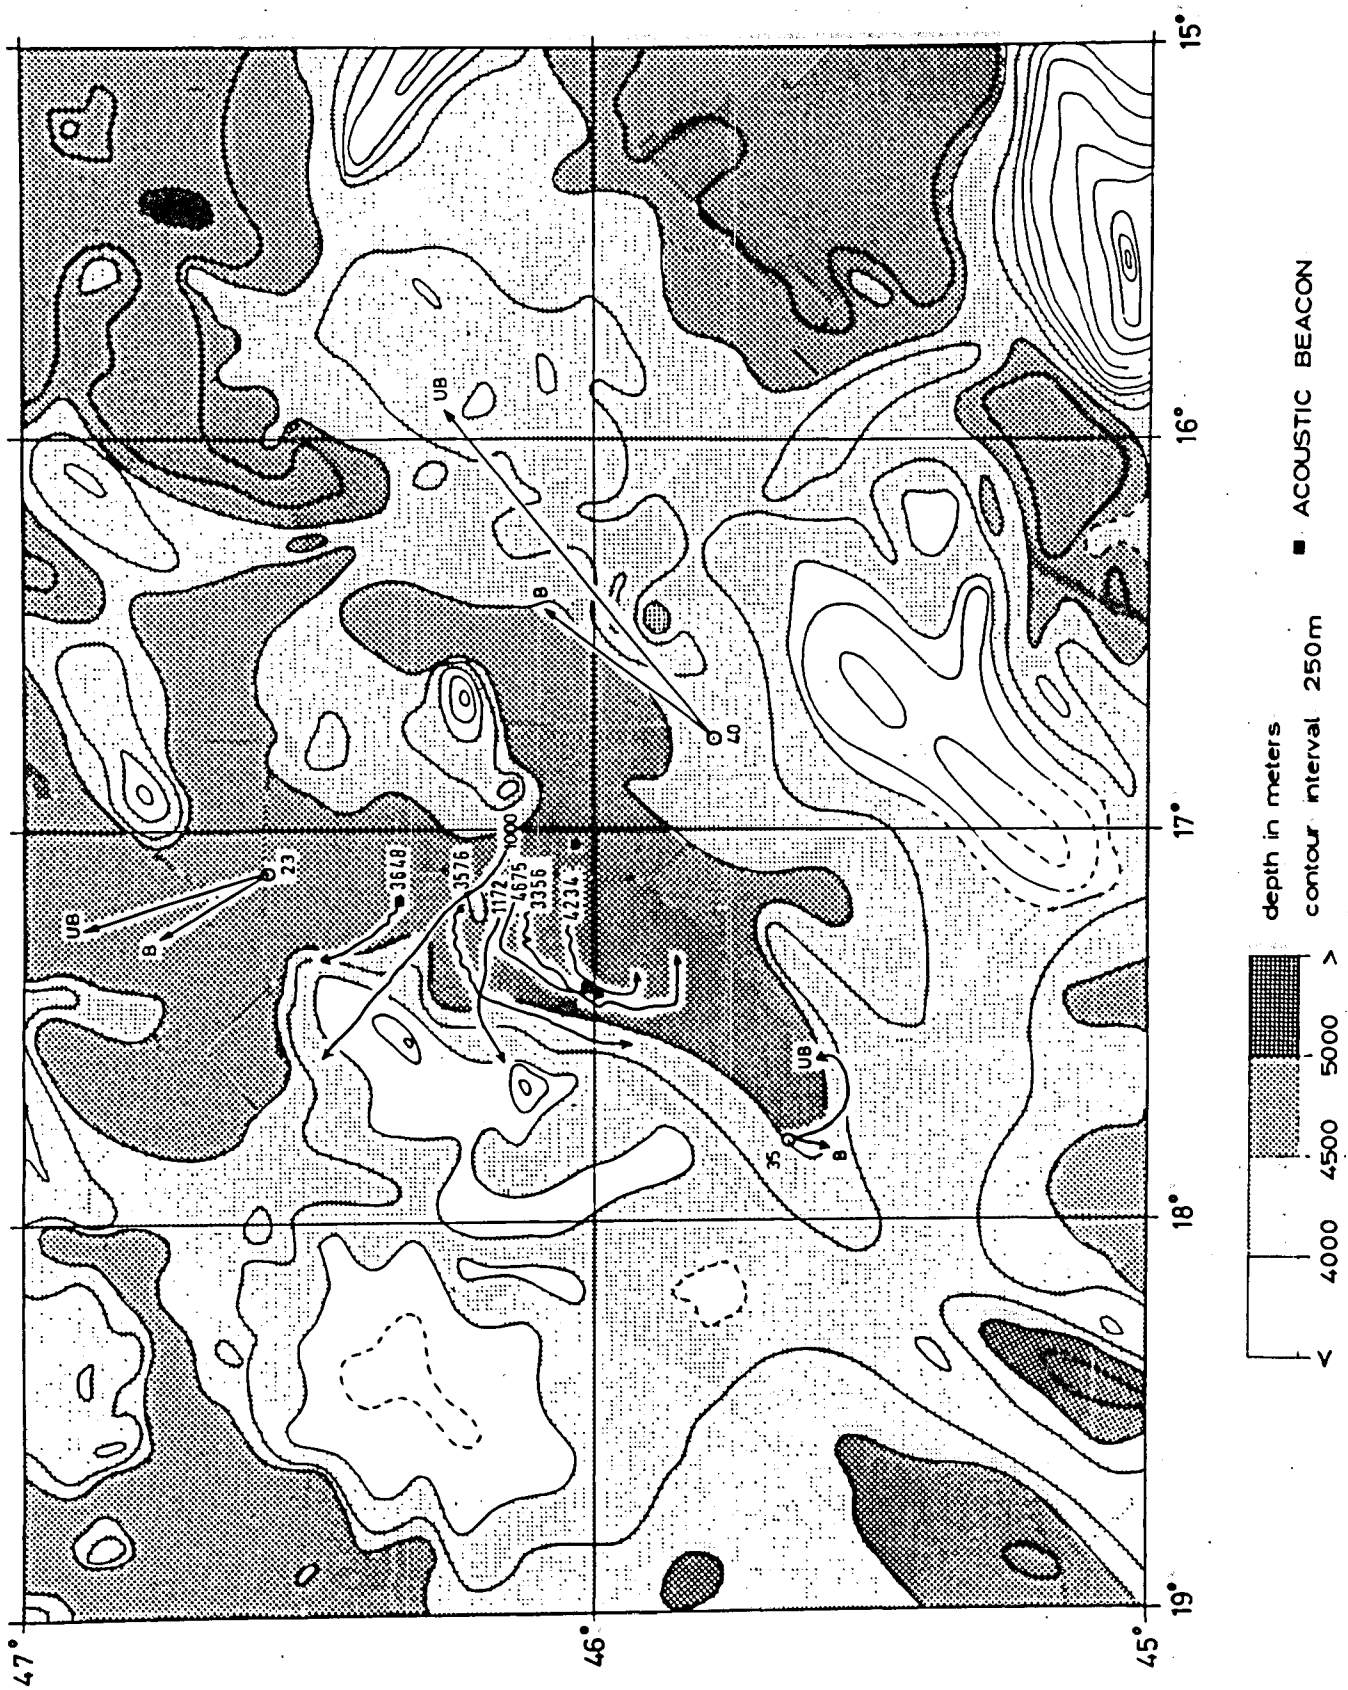 47°
46°
45°
15°
16°
17°
18°
19°
UB
B
23
3648
3576
1000
1172
4675
3356
4234
UB
B
40
35
UB
B
■ ACOUSTIC BEACON
depth in meters
contour interval 250m
< 4000 4500 5000 >